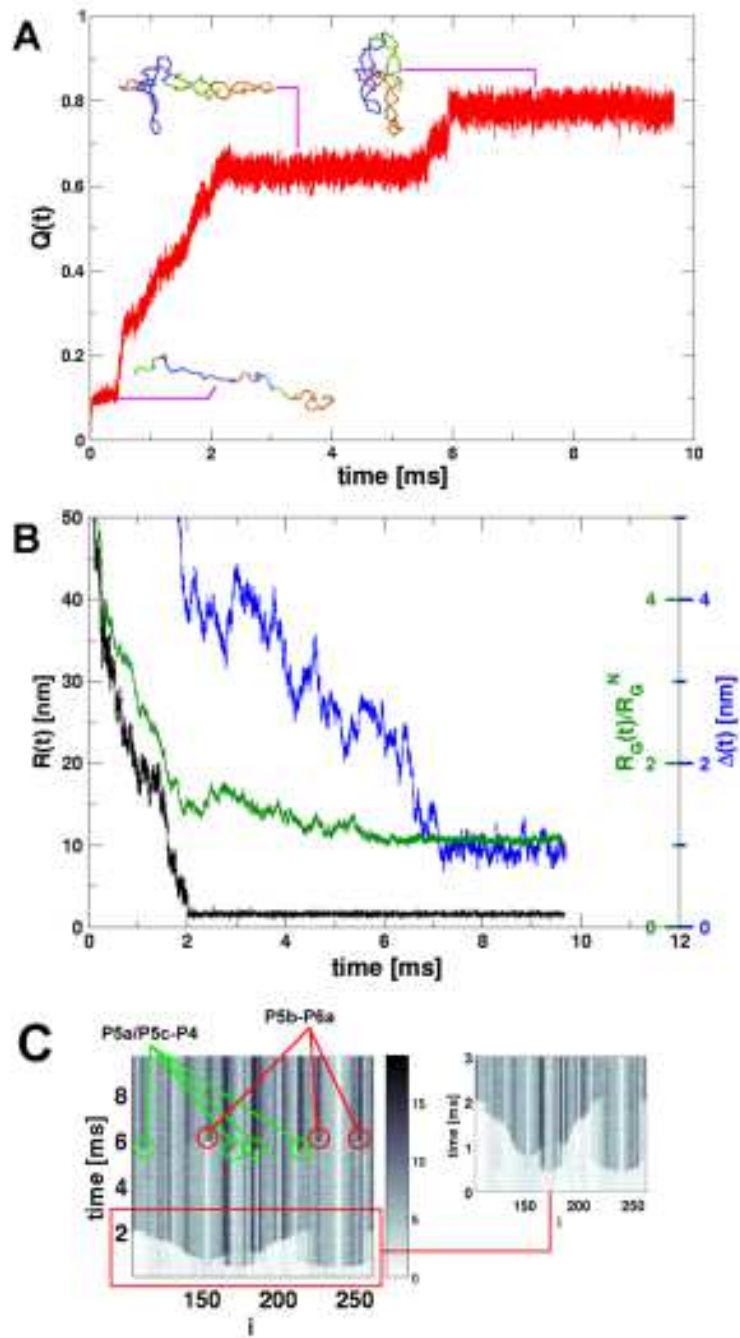 A
1
0.8
0.6
0.4
0.2
0
Q(t)
0 2 4 6 8 10
time [ms]
B
50
40
30
20
10
0
R(t) [nm]
4 4
2 2
0 0
R_G(t)/R_G^N
Δ(t) [nm]
0 2 4 6 8 10 12
time [ms]
C
P5a/P5c-P4
P5b-P6a
8
6
4
2
time [ms]
150 200 250
i
15
10
5
0
3
2
1
0
time [ms]
150 200 250
i